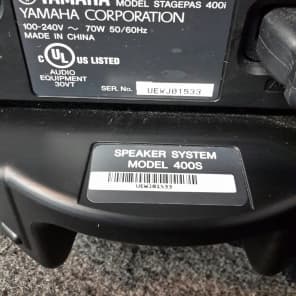 YAMAHA MODEL STAGEPAS 400i
YAMAHA CORPORATION
100-240V ~ 70W 50/60Hz
MADE IN CHINA
c UL US LISTED
AUDIO
EQUIPMENT
30VT
SER. No. UEWJ01533
SPEAKER SYSTEM
MODEL 400S
UEWJ01533